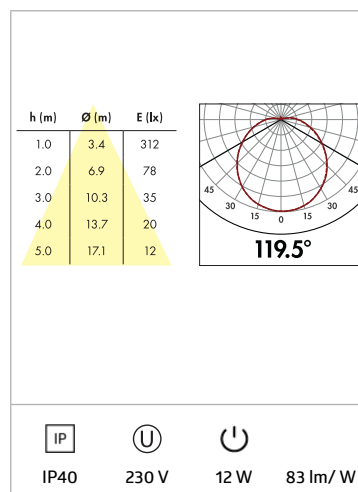 h (m) Ø (m) E (lx)
1.0 3.4 312
2.0 6.9 78
3.0 10.3 35
4.0 13.7 20
5.0 17.1 12
45 30 15 0 15 30 45
119.5°
IP U
IP40 230 V 12 W 83 lm/ W